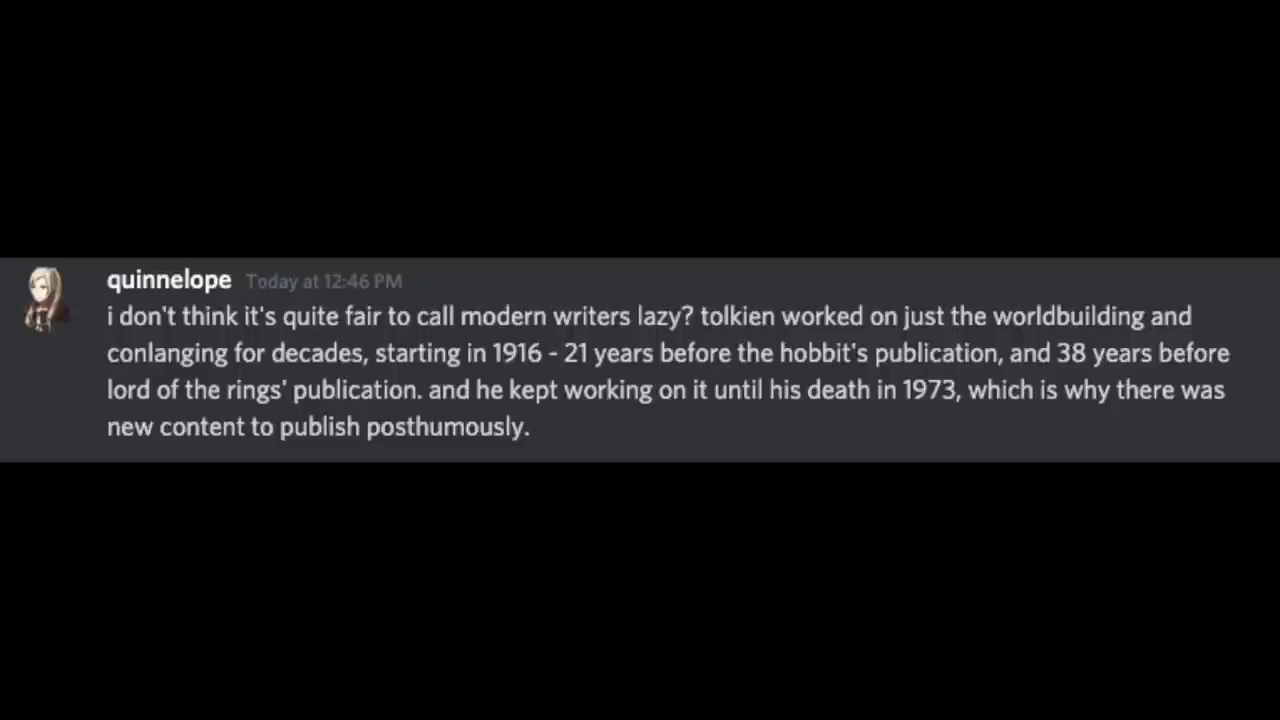 quinnelope Today at 12:46 PM
i don't think it's quite fair to call modern writers lazy? tolkien worked on just the worldbuilding and
conlanging for decades, starting in 1916 - 21 years before the hobbit's publication, and 38 years before
lord of the rings' publication. and he kept working on it until his death in 1973, which is why there was
new content to publish posthumously.